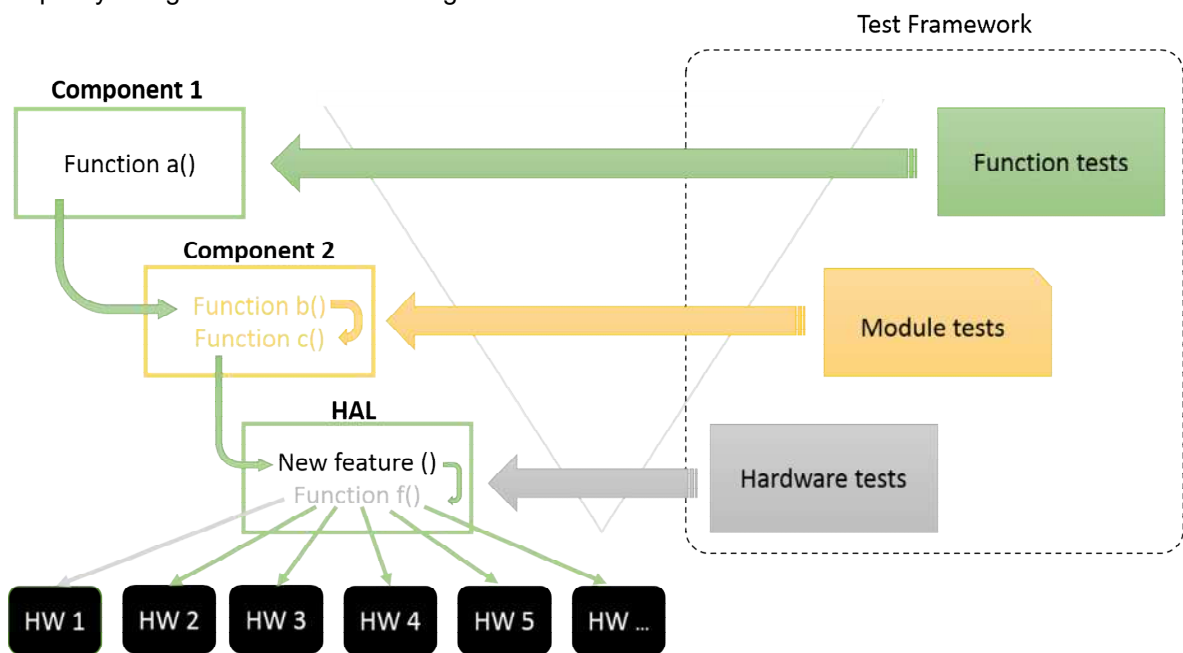 Test Framework
Component 1
Function a()
Function tests
Component 2
Function b()
Function c()
Module tests
HAL
New feature ()
Function f()
Hardware tests
HW 1
HW 2
HW 3
HW 4
HW 5
HW ...